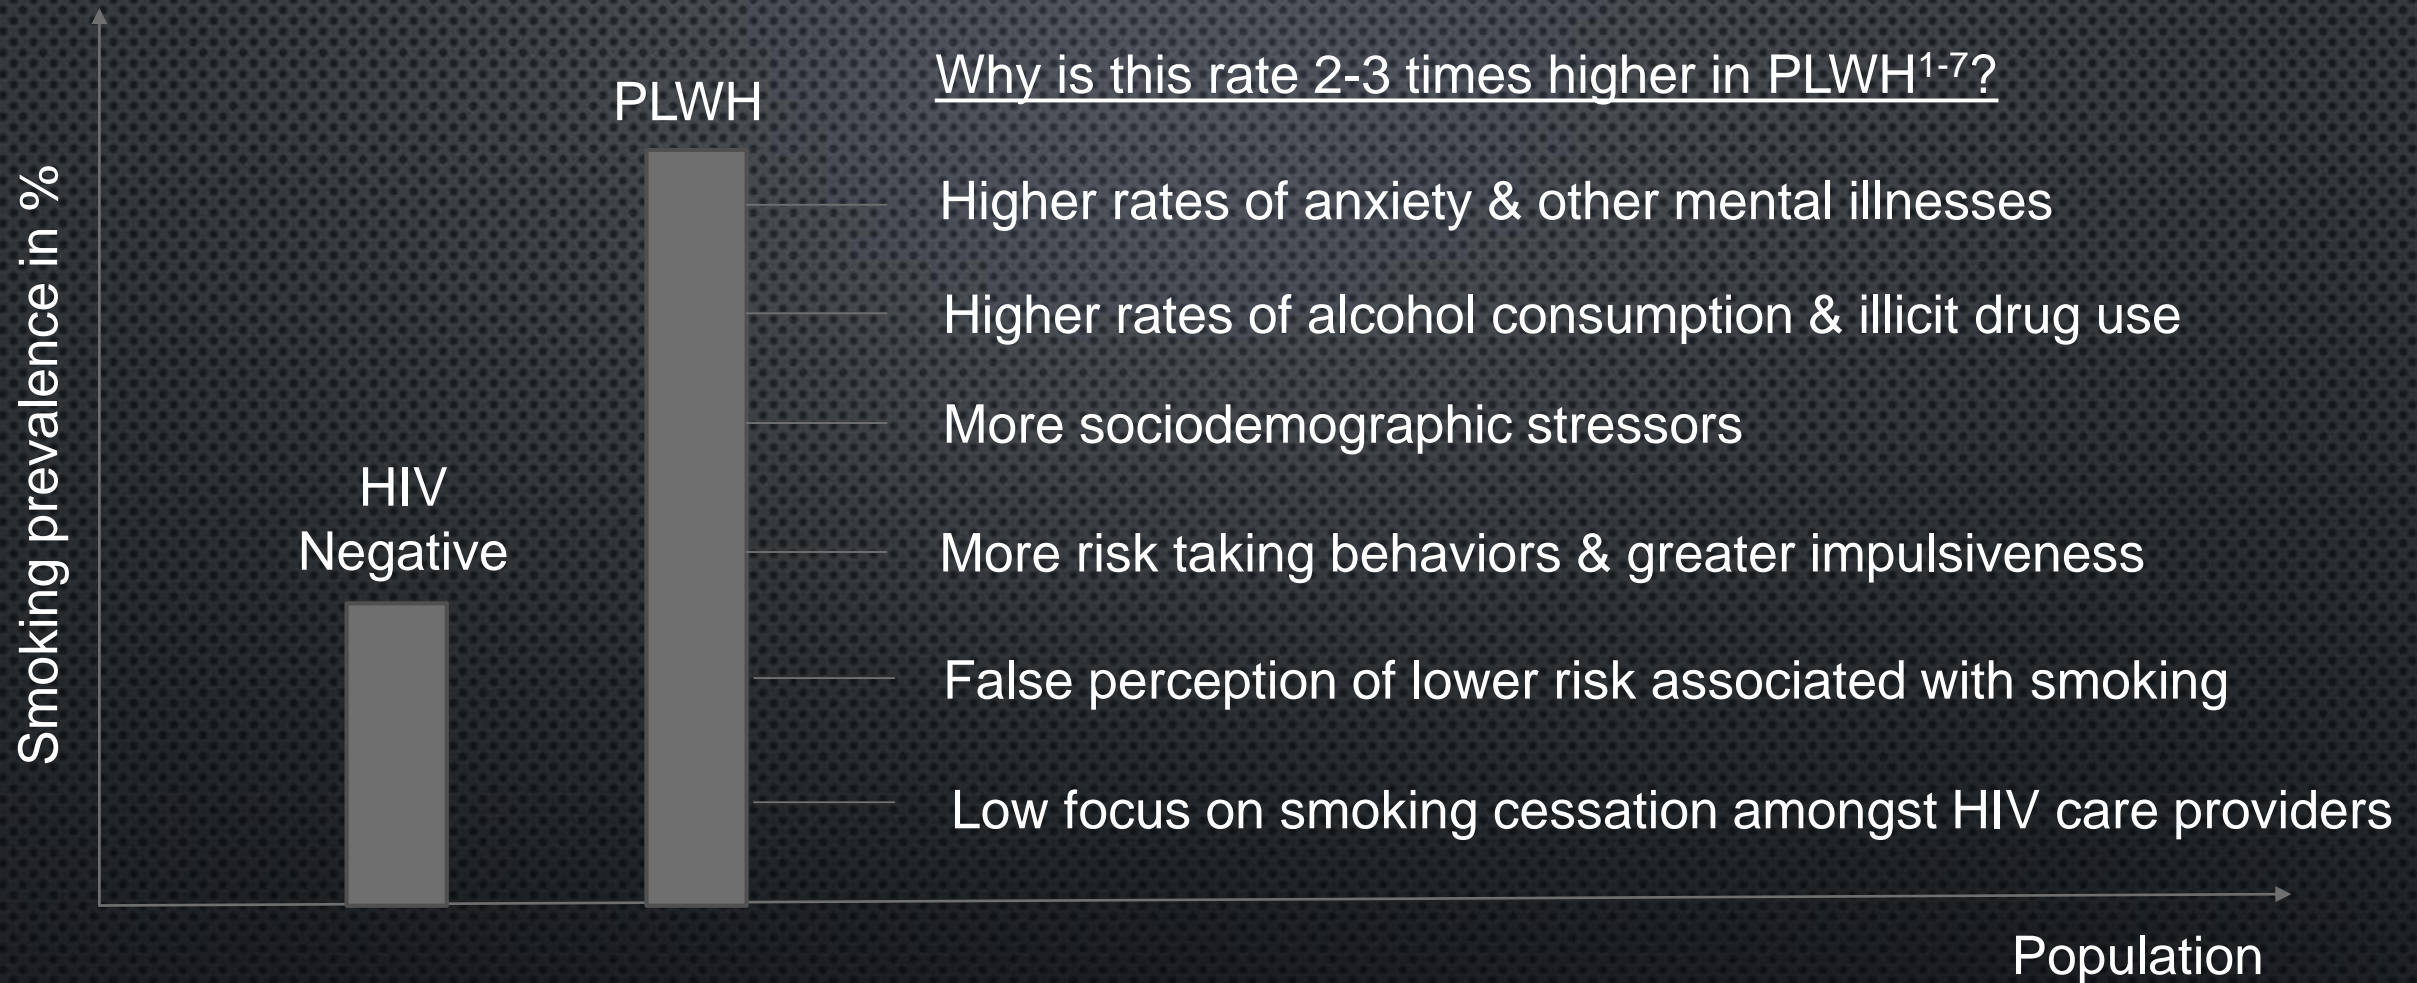 Smoking prevalence in %
HIV
Negative
PLWH
Why is this rate 2-3 times higher in PLWH1-7?
Higher rates of anxiety & other mental illnesses
Higher rates of alcohol consumption & illicit drug use
More sociodemographic stressors
More risk taking behaviors & greater impulsiveness
False perception of lower risk associated with smoking
Low focus on smoking cessation amongst HIV care providers
Population